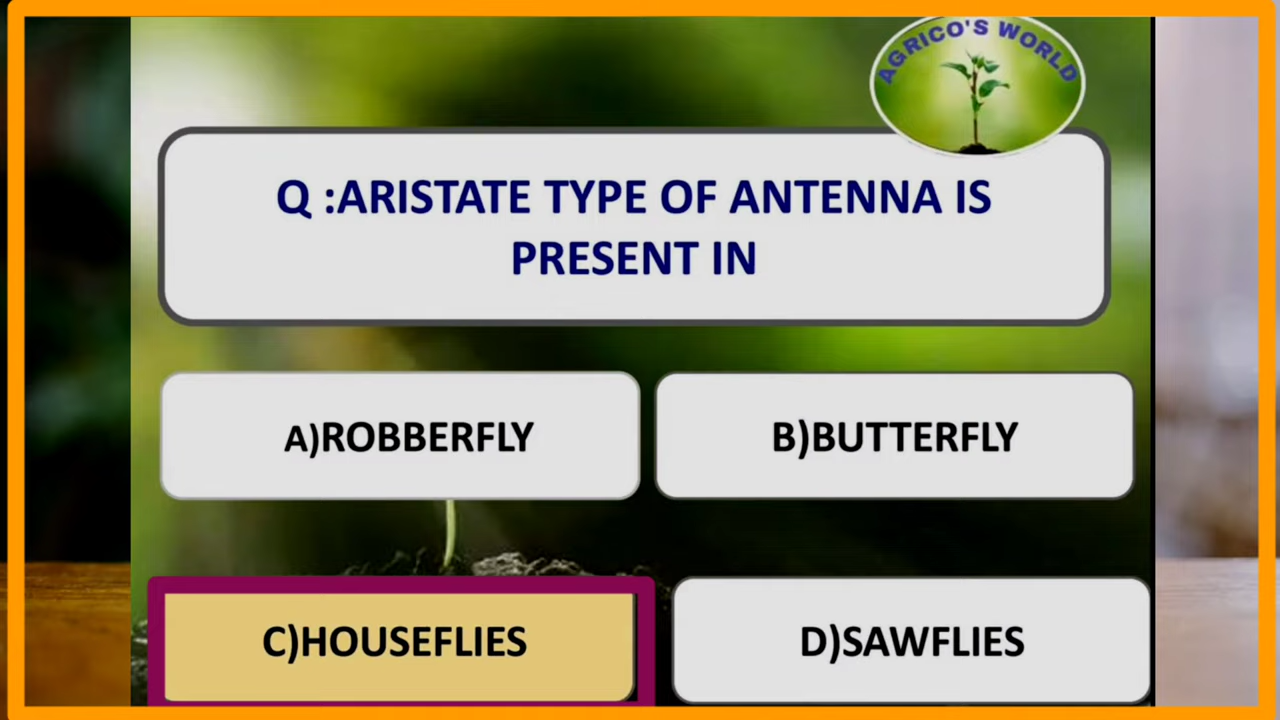 AGRICO'S WORLD
Q :ARISTATE TYPE OF ANTENNA IS
PRESENT IN
A)ROBBERFLY
B)BUTTERFLY
C)HOUSEFLIES
D)SAWFLIES